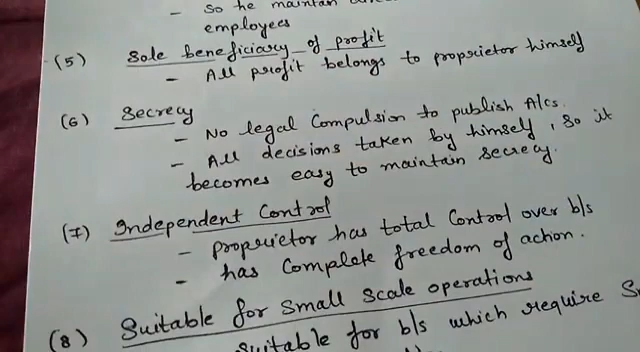 - So he maintain
employees
(5) Sole beneficiary of profit
- All profit belongs to proprietor himself
(6) Secrecy
- No legal Compulsion to publish A/cs.
- All decisions taken by himself, so it
becomes easy to maintain secrecy.
(7) Independent Control
- proprietor has total Control over b/s
- has Complete freedom of action.
(8) Suitable for Small Scale operations
suitable for b/s which require